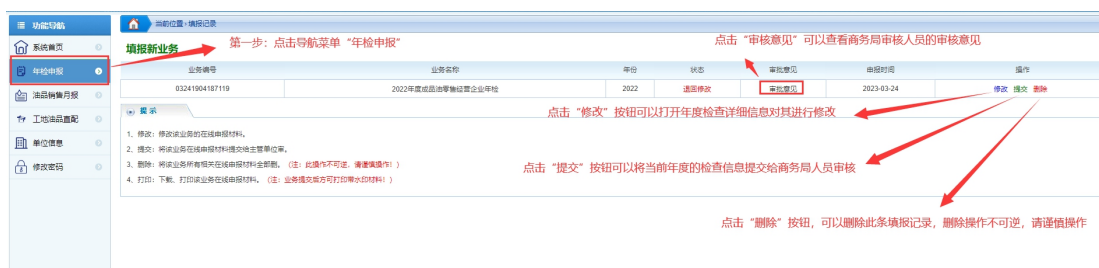 功能导航
当前位置›填报记录
系统首页
年检申报
油品销售月报
工地油品直配
单位信息
修改密码
填报新业务
第一步：点击导航菜单“年检申报”
点击“审核意见”可以查看商务局审核人员的审核意见
业务编号 业务名称 年份 状态 审批意见 申报时间 操作
03241904187119 2022年度成品油零售经营企业年检 2022 退回修改 审批意见 2023-03-24 修改 提交 删除
提示
点击“修改”按钮可以打开年度检查详细信息对其进行修改
1、修改：修改该业务的在线申报材料。
2、提交：将该业务在线申报材料提交给主管单位审。
3、删除：将该业务所有相关在线申报材料全部删。（注：此操作不可逆，请谨慎操作！）
点击“提交”按钮可以将当前年度的检查信息提交给商务局人员审核
4、打印：下载、打印该业务在线申报材料。（注：业务提交后方可打印带水印材料！）
点击“删除”按钮，可以删除此条填报记录，删除操作不可逆，请谨慎操作